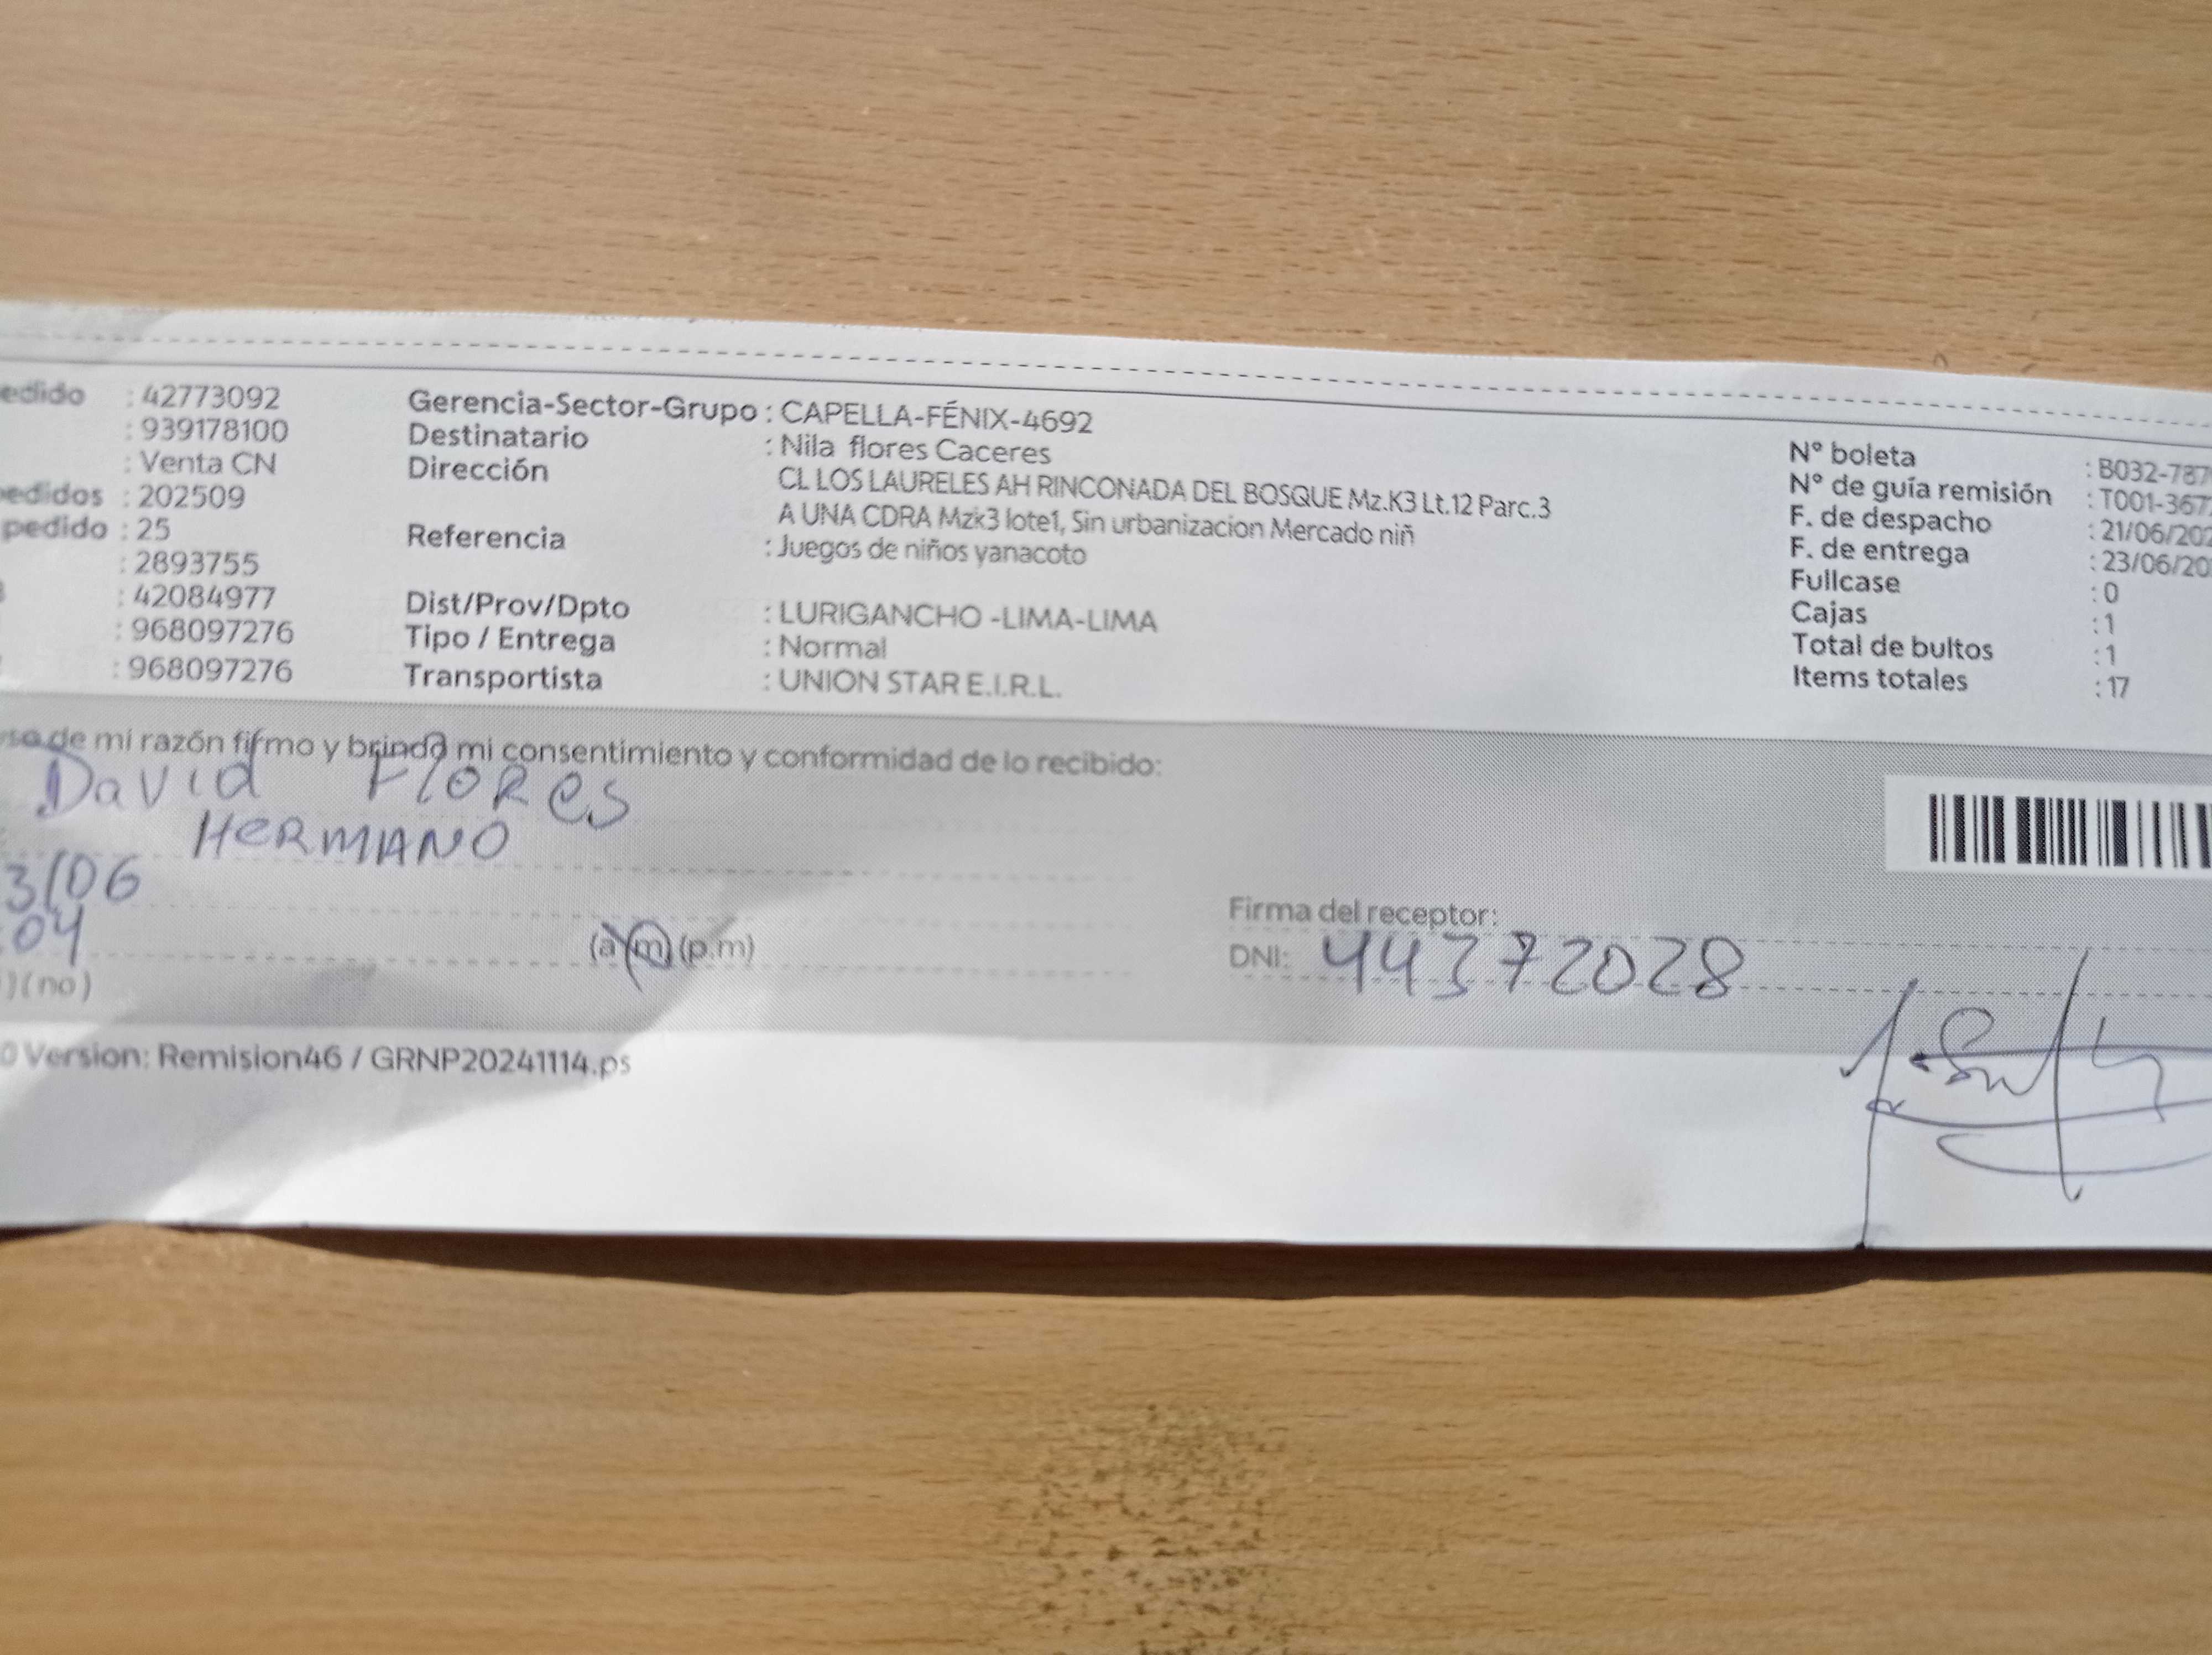 edido : 42773092
: 939178100
: Venta CN
pedidos : 202509
pedido : 25
: 2893755
: 42084977
: 968097276
: 968097276
Gerencia-Sector-Grupo : CAPELLA-FÉNIX-4692
Destinatario : Nila flores Caceres
Dirección CL LOS LAURELES AH RINCONADA DEL BOSQUE Mz.K3 Lt.12 Parc.3
A UNA CDRA Mzk3 lote1, Sin urbanizacion Mercado niñ
Referencia : Juegos de niños yanacoto
Dist/Prov/Dpto : LURIGANCHO -LIMA-LIMA
Tipo / Entrega : Normal
Transportista : UNION STAR E.I.R.L.
Nº boleta : B032-787
Nº de guía remisión : T001-367
F. de despacho : 21/06/202
F. de entrega : 23/06/20
Fullcase : 0
Cajas : 1
Total de bultos : 1
Items totales : 17
uso de mi razón firmo y brindo mi consentimiento y conformidad de lo recibido:
David Flores
HERMANO
3/06
:04 (a.m) (p.m)
)(no)
Firma del receptor:
DNI: 44372028
0 Version: Remision46 / GRNP20241114.ps